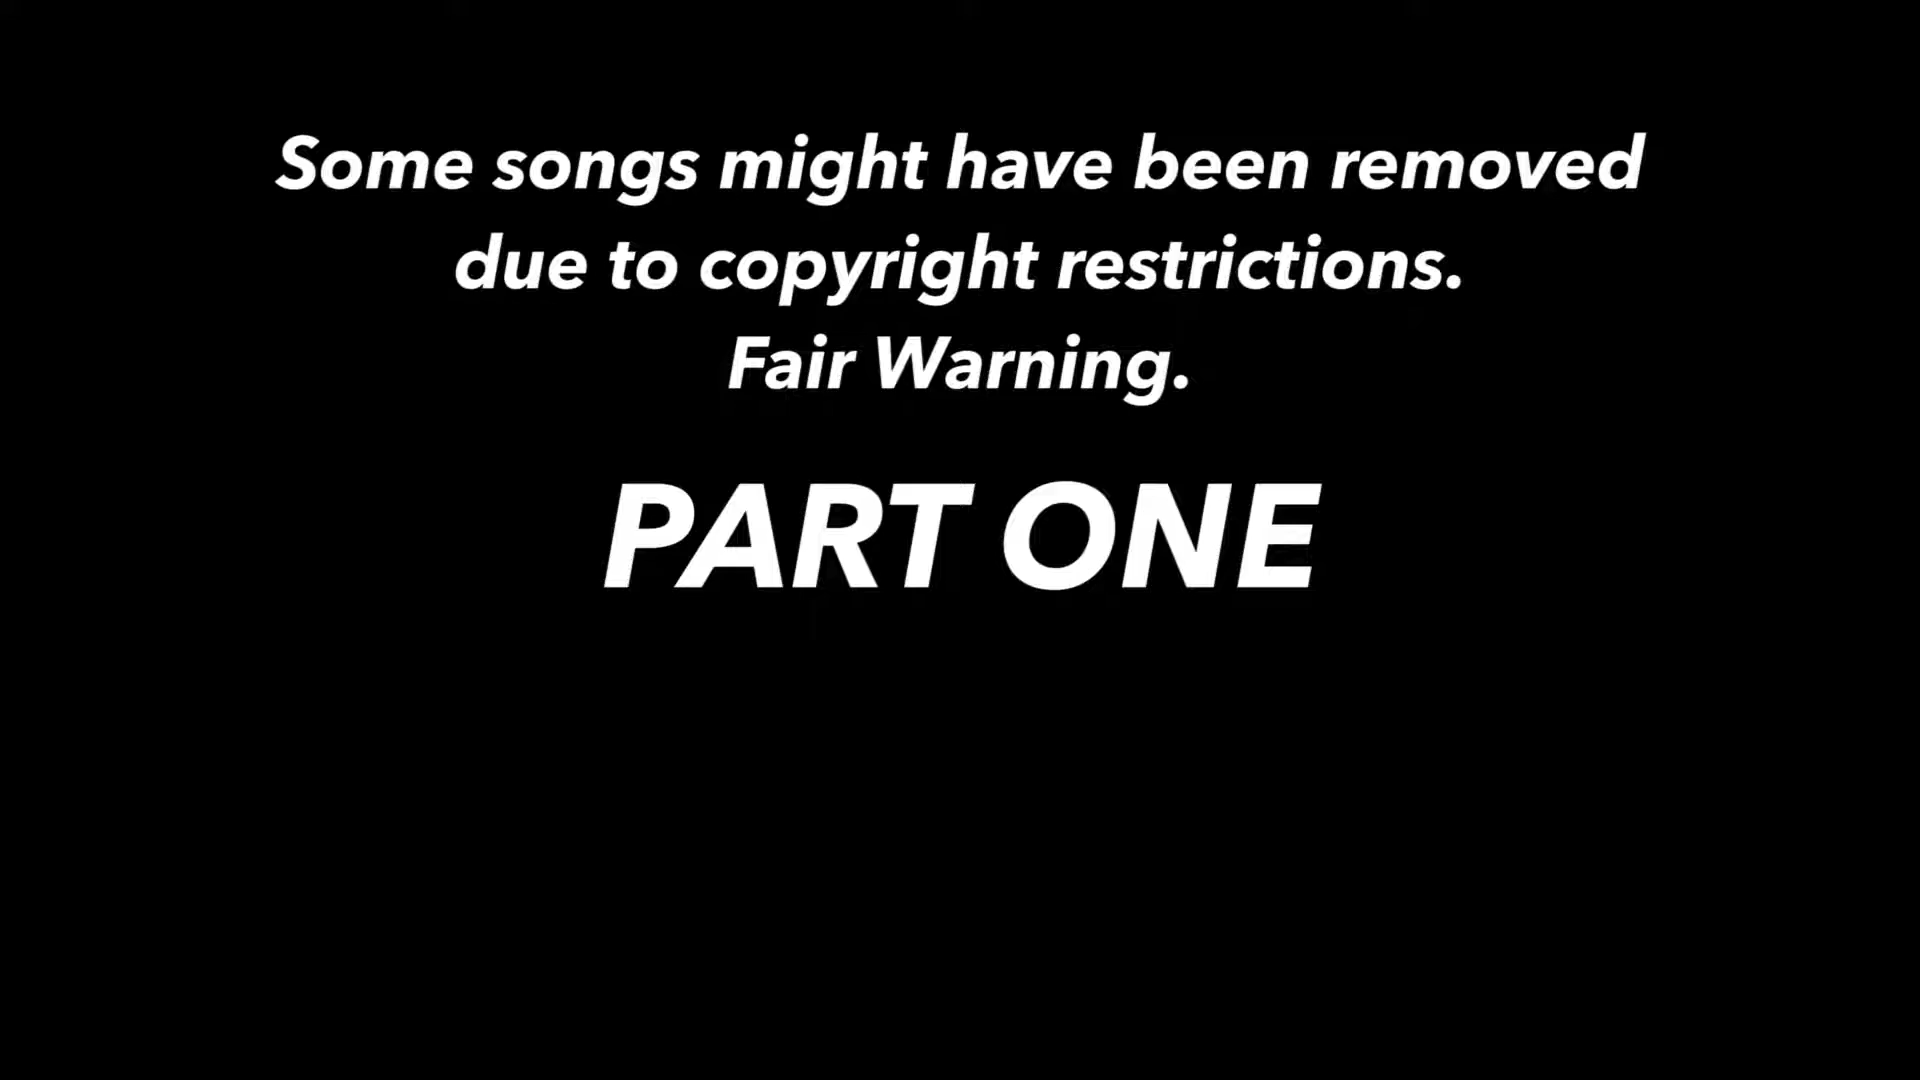 Some songs might have been removed
due to copyright restrictions.
Fair Warning.
PART ONE